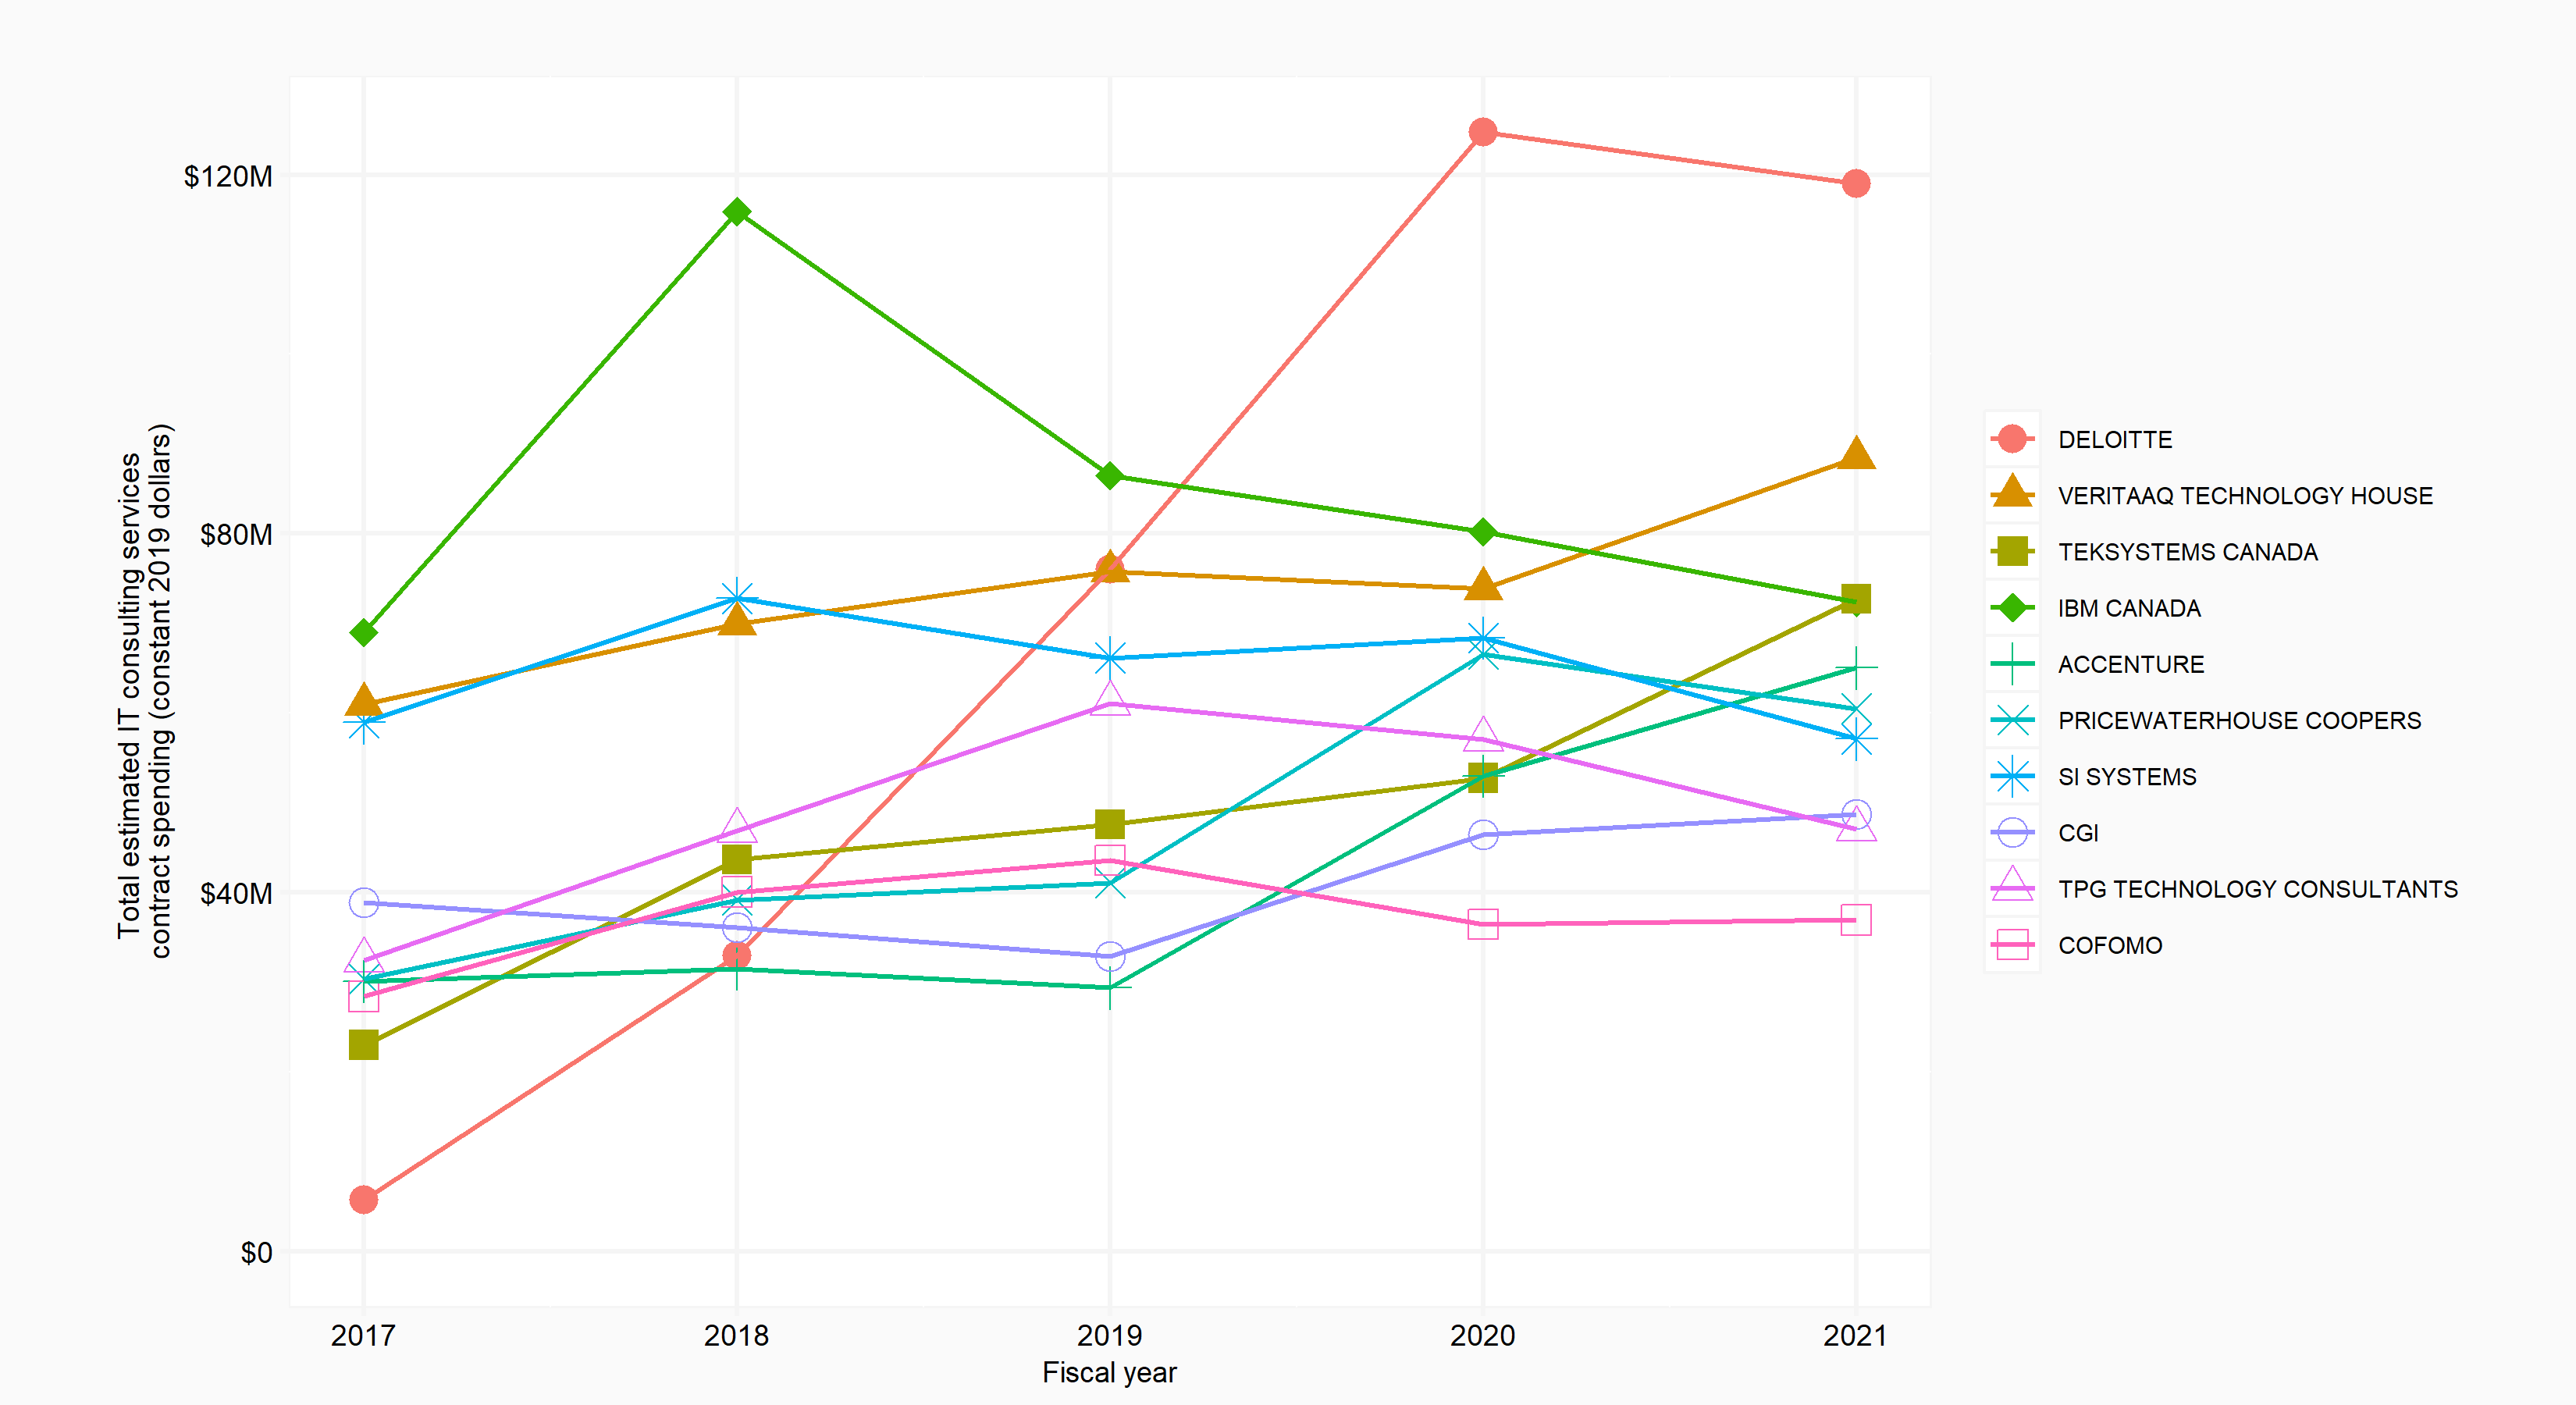 $120M
$80M
$40M
$0
Total estimated IT consulting services
contract spending (constant 2019 dollars)
2017
2018
2019
2020
2021
Fiscal year
DELOITTE
VERITAAQ TECHNOLOGY HOUSE
TEKSYSTEMS CANADA
IBM CANADA
ACCENTURE
PRICEWATERHOUSE COOPERS
SI SYSTEMS
CGI
TPG TECHNOLOGY CONSULTANTS
COFOMO